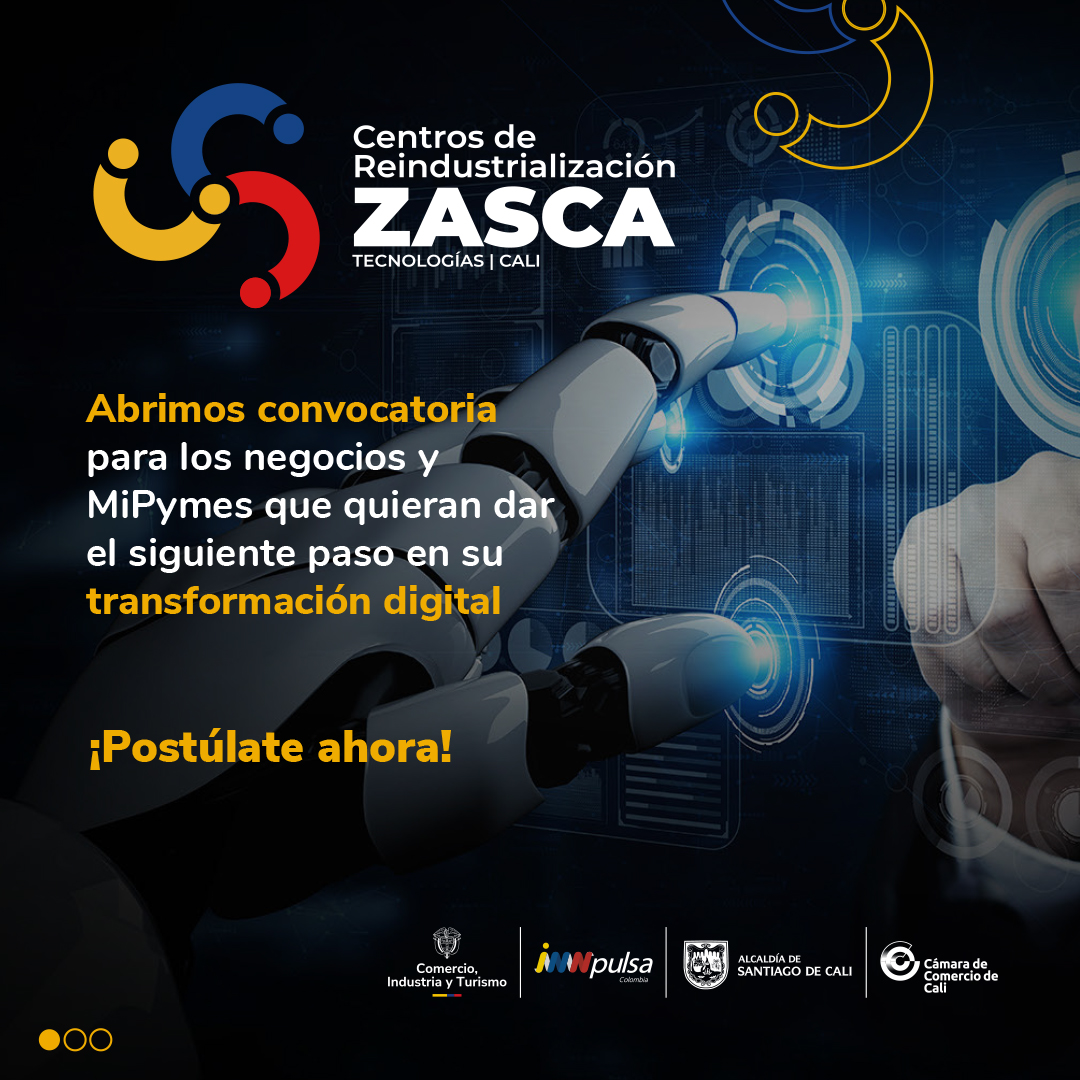 Centros de
Reindustrialización
ZASCA
TECNOLOGÍAS | CALI
Abrimos convocatoria
para los negocios y
MiPymes que quieran dar
el siguiente paso en su
transformación digital
¡Postúlate ahora!
Comercio,
Industria y Turismo
iNNpulsa
Colombia
ALCALDÍA DE
SANTIAGO DE CALI
Cámara de
Comercio de
Cali